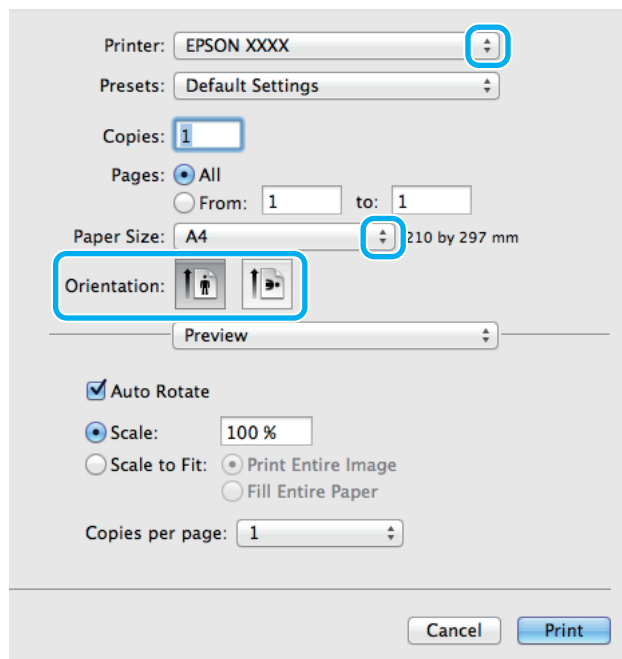 Printer: EPSON XXXX
Presets: Default Settings
Copies: 1
Pages: All
From: 1 to: 1
Paper Size: A4 210 by 297 mm
Orientation:
Preview
Auto Rotate
Scale: 100 %
Scale to Fit: Print Entire Image
Fill Entire Paper
Copies per page: 1
Cancel Print